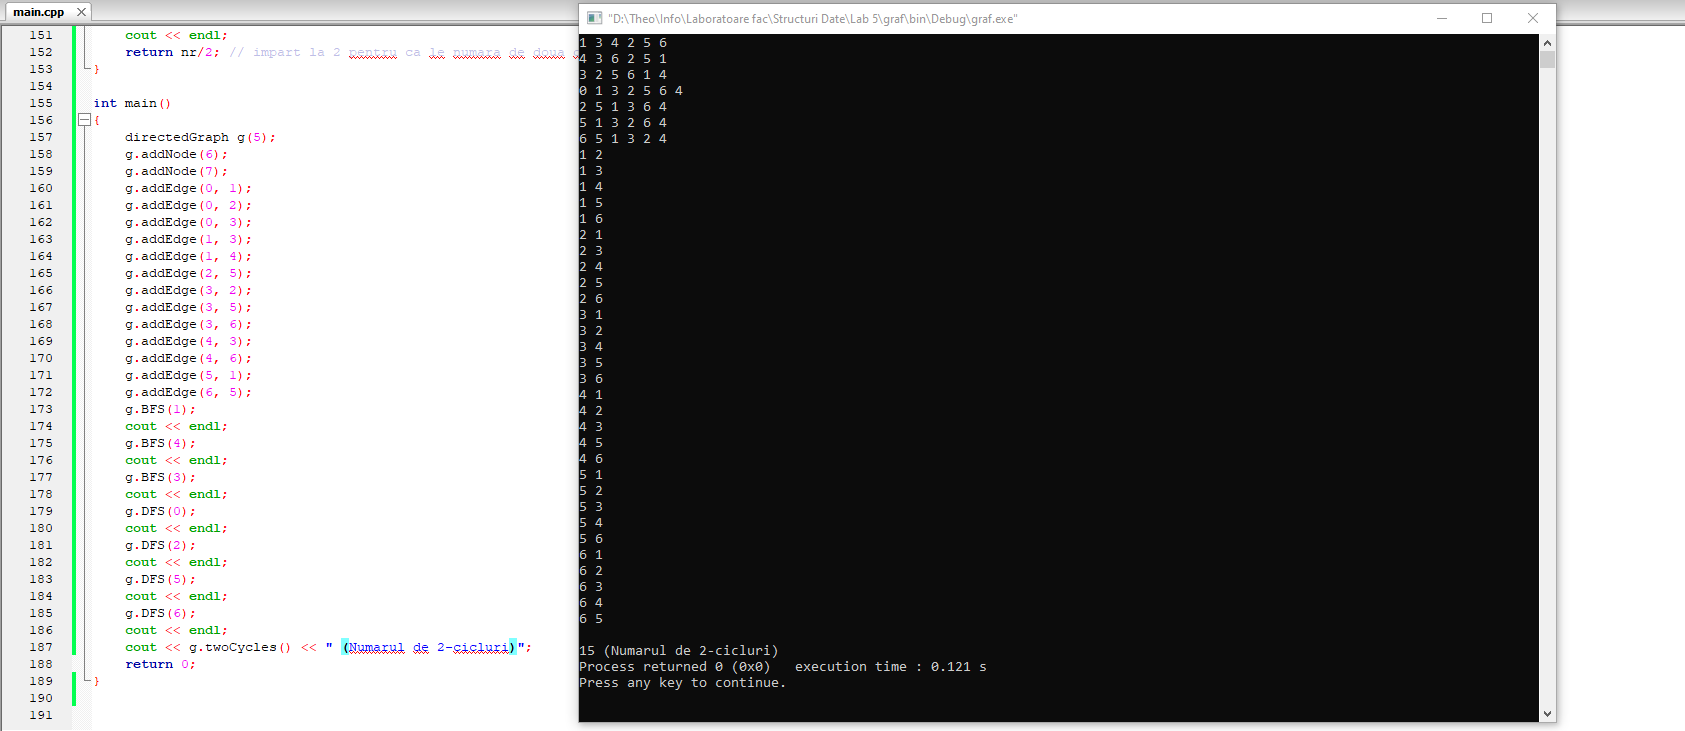 main.cpp
151 cout << endl;
152 return nr/2; // impart la 2 pentru ca le numara de doua
153 }
154
155 int main()
156 {
157 directedGraph g(5);
158 g.addNode(6);
159 g.addNode(7);
160 g.addEdge(0, 1);
161 g.addEdge(0, 2);
162 g.addEdge(0, 3);
163 g.addEdge(1, 3);
164 g.addEdge(1, 4);
165 g.addEdge(2, 5);
166 g.addEdge(3, 2);
167 g.addEdge(3, 5);
168 g.addEdge(3, 6);
169 g.addEdge(4, 3);
170 g.addEdge(4, 6);
171 g.addEdge(5, 1);
172 g.addEdge(6, 5);
173 g.BFS(1);
174 cout << endl;
175 g.BFS(4);
176 cout << endl;
177 g.BFS(3);
178 cout << endl;
179 g.DFS(0);
180 cout << endl;
181 g.DFS(2);
182 cout << endl;
183 g.DFS(5);
184 cout << endl;
185 g.DFS(6);
186 cout << endl;
187 cout << g.twoCycles() << " (Numarul de 2-cicluri)";
188 return 0;
189 }
190
191
"D:\Theo\Info\Laboratoare fac\Structuri Date\Lab 5\graf\bin\Debug\graf.exe"
1 3 4 2 5 6
4 3 6 2 5 1
3 2 5 6 1 4
0 1 3 2 5 6 4
2 5 1 3 6 4
5 1 3 2 6 4
6 5 1 3 2 4
1 2
1 3
1 4
1 5
1 6
2 1
2 3
2 4
2 5
2 6
3 1
3 2
3 4
3 5
3 6
4 1
4 2
4 3
4 5
4 6
5 1
5 2
5 3
5 4
5 6
6 1
6 2
6 3
6 4
6 5
15 (Numarul de 2-cicluri)
Process returned 0 (0x0) execution time : 0.121 s
Press any key to continue.